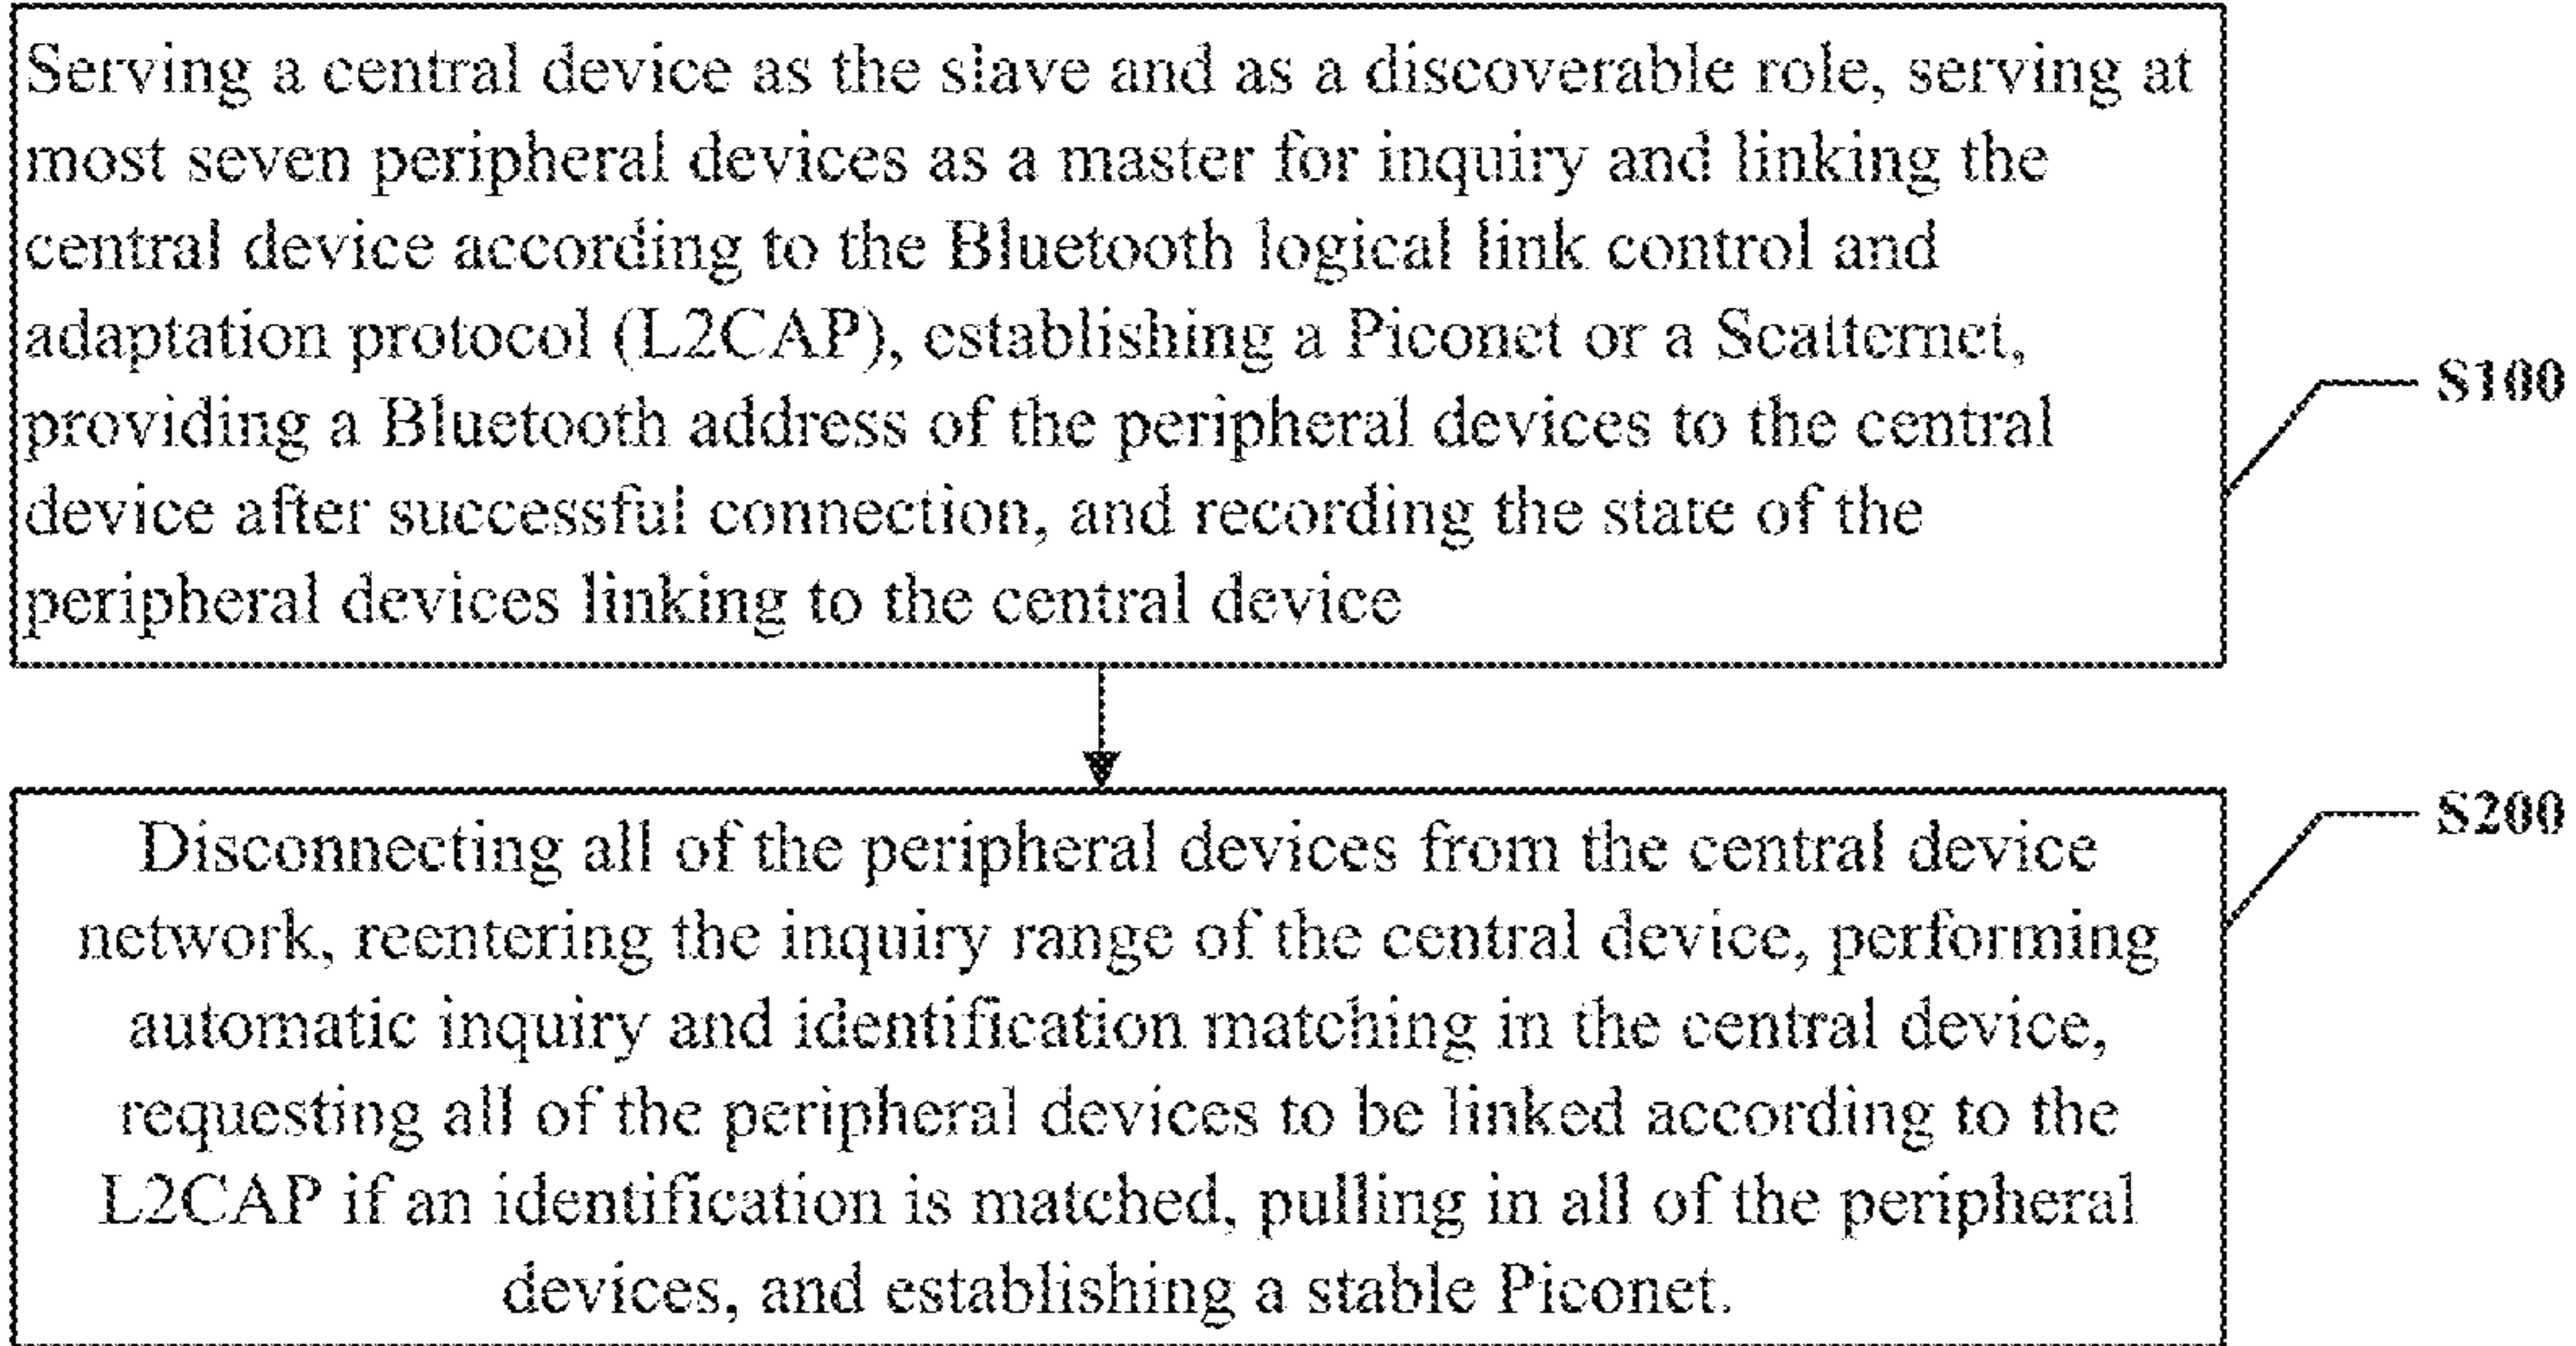 Serving a central device as the slave and as a discoverable role, serving at
most seven peripheral devices as a master for inquiry and linking the
central device according to the Bluetooth logical link control and
adaptation protocol (L2CAP), establishing a Piconet or a Scatternet,
providing a Bluetooth address of the peripheral devices to the central
device after successful connection, and recording the state of the
peripheral devices linking to the central device
S100
Disconnecting all of the peripheral devices from the central device
network, reentering the inquiry range of the central device, performing
automatic inquiry and identification matching in the central device,
requesting all of the peripheral devices to be linked according to the
L2CAP if an identification is matched, pulling in all of the peripheral
devices, and establishing a stable Piconet.
S200